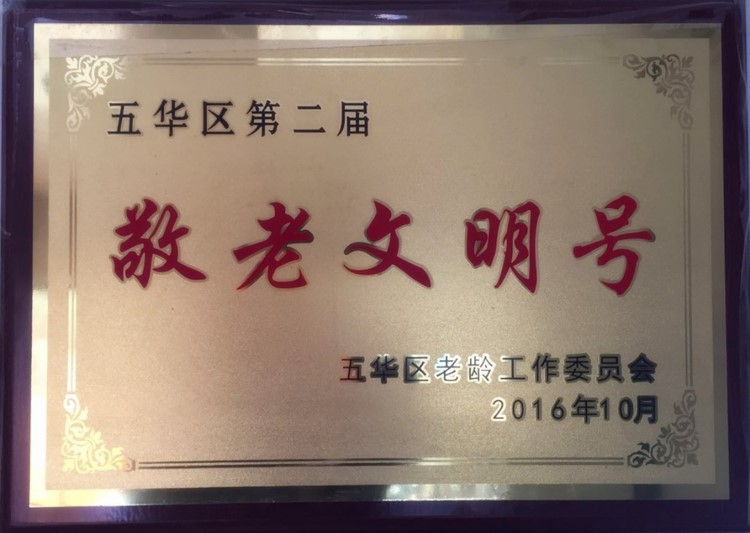 五华区第二届
敬老文明号
五华区老龄工作委员会
2016年10月